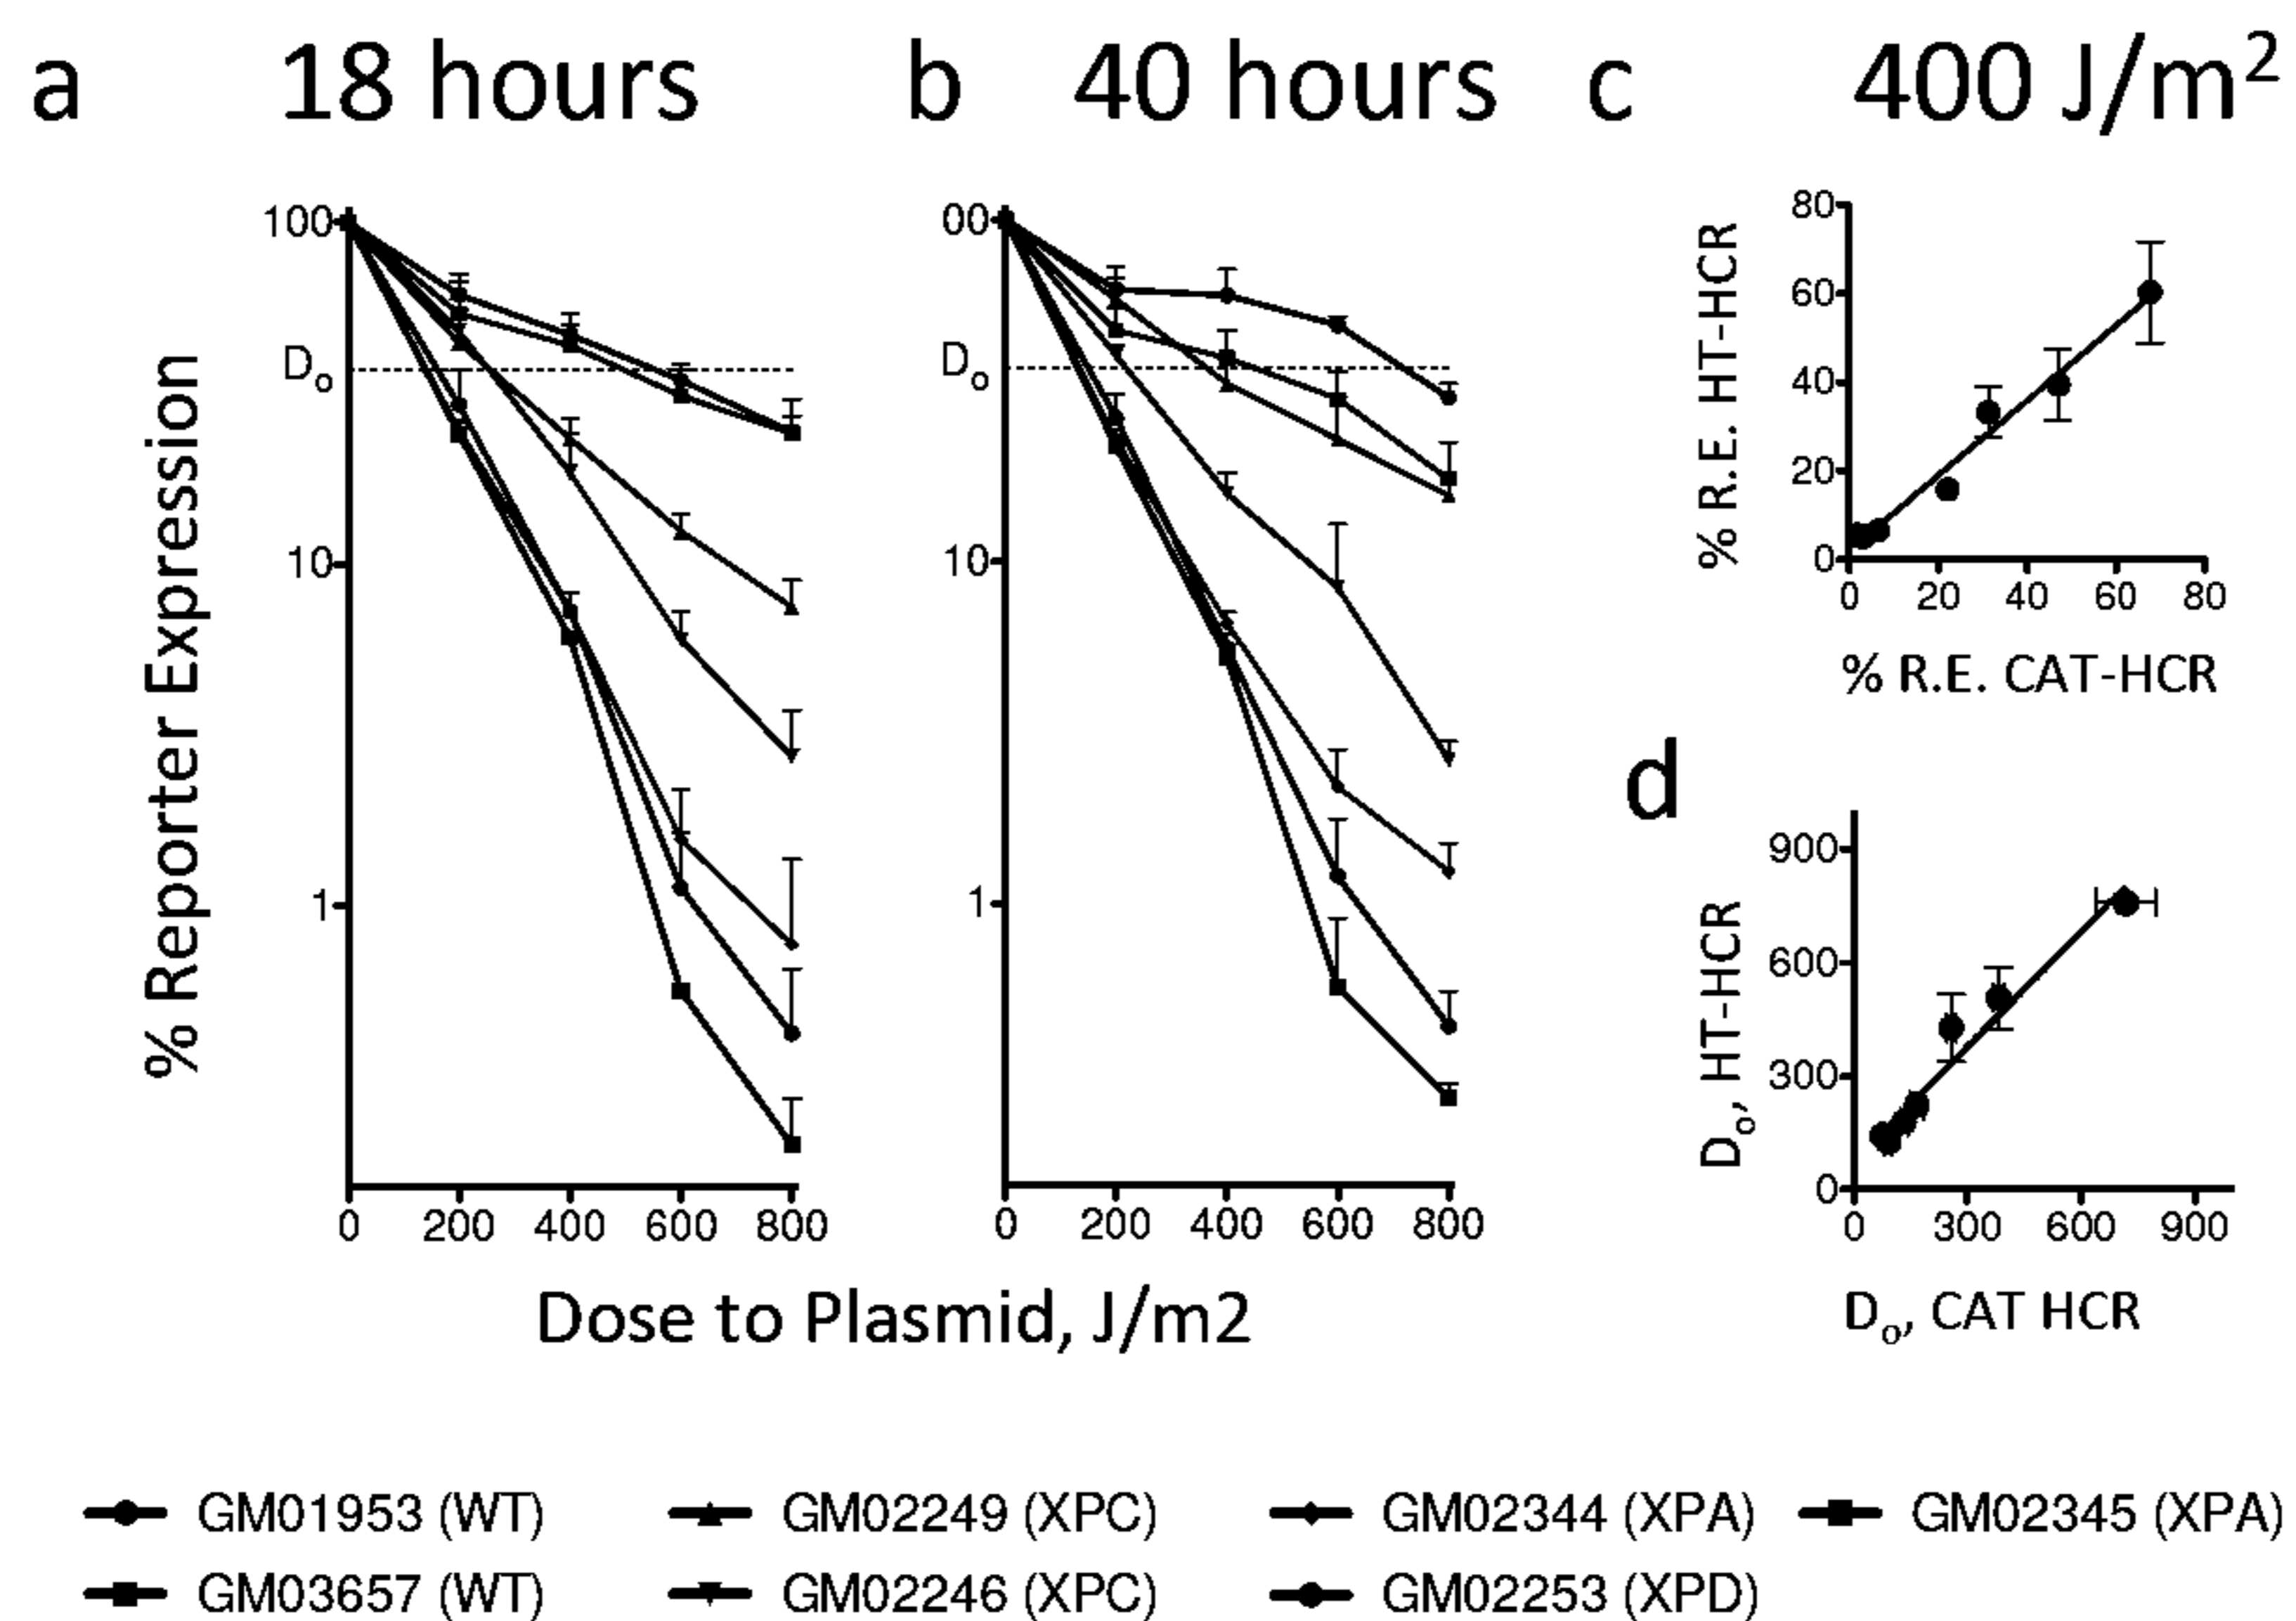 a 18 hours b 40 hours c 400 J/m²
% Reporter Expression
100
Do
10
1
0 200 400 600 800
00
Do
10
1
0 200 400 600 800
Dose to Plasmid, J/m2
% R.E. HT-HCR
80
60
40
20
0
0 20 40 60 80
% R.E. CAT-HCR
d
Do, HT-HCR
900
600
300
0
0 300 600 900
Do, CAT HCR
GM01953 (WT) GM02249 (XPC) GM02344 (XPA) GM02345 (XPA)
GM03657 (WT) GM02246 (XPC) GM02253 (XPD)